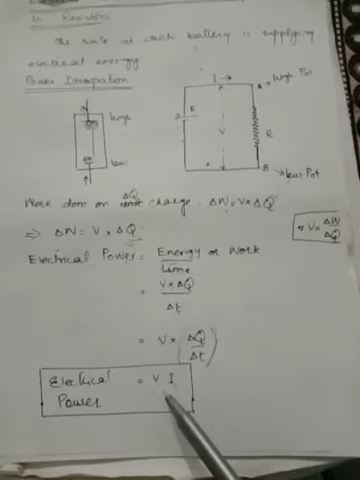 In Resistors
The rate at which battery is supplying
electrical energy.
Power Dissipation
I → A → High Pot
High
E
V
R
low
B
→ low Pot
ΔQ
Work done on charge ΔW = V × ΔQ
⇒ ΔW = V × ΔQ
∵ V = ΔW/ΔQ
Electrical Power = Energy or Work
Time
= V × ΔQ
Δt
= V × (ΔQ
Δt)
Electrical = V I
Power